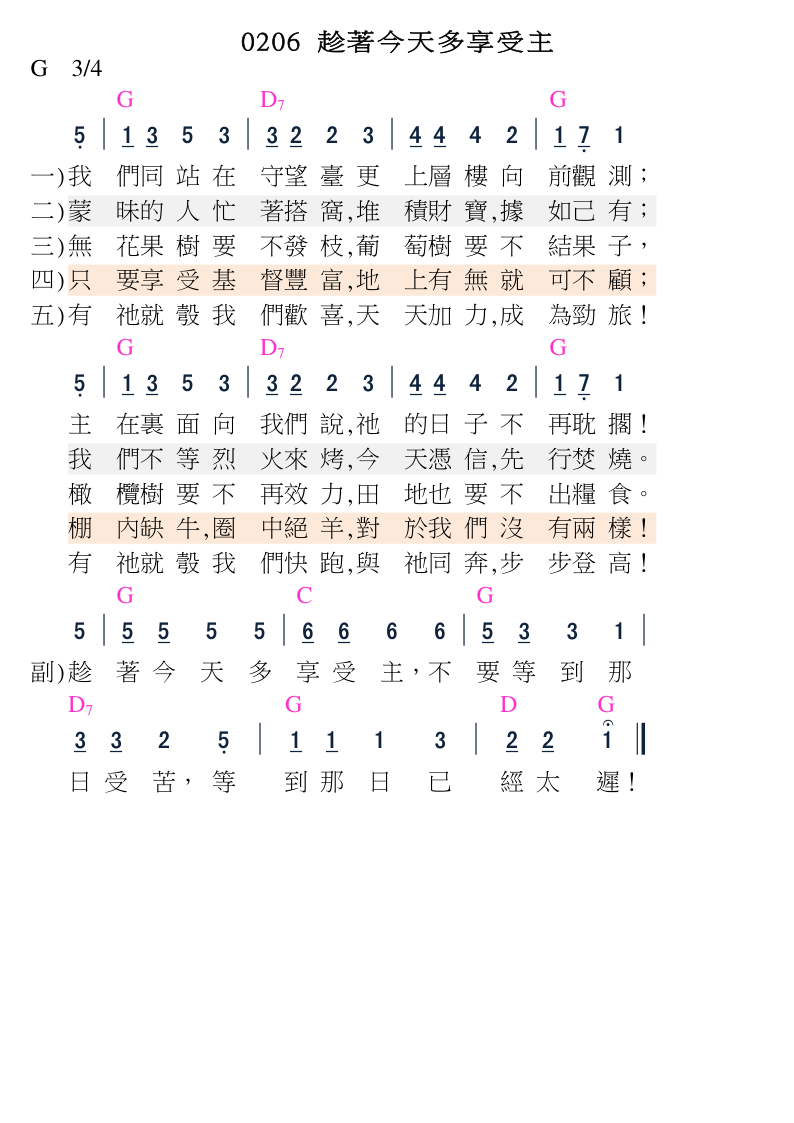 0206 趁著今天多享受主
G 3/4
G D7 G
5 | 1 3 5 3 | 3 2 2 3 | 4 4 4 2 | 1 7 1
一)我 們同 站 在 守望 臺 更 上層 樓 向 前觀 測；
二)蒙 昧的 人 忙 著搭 窩,堆 積財 寶,據 如己 有；
三)無 花果 樹 要 不發 枝,葡 萄樹 要 不 結果 子，
四)只 要享 受 基 督豐 富,地 上有 無 就 可不 顧；
五)有 祂就 彀 我 們歡 喜,天 天加 力,成 為勁 旅！
G D7 G
5 | 1 3 5 3 | 3 2 2 3 | 4 4 4 2 | 1 7 1
主 在裏 面 向 我們 說,祂 的日 子 不 再耽 擱！
我 們不 等 烈 火來 烤,今 天憑 信,先 行焚 燒。
橄 欖樹 要 不 再效 力,田 地也 要 不 出糧 食。
棚 內缺 牛,圈 中絕 羊,對 於我 們 沒 有兩 樣！
有 祂就 彀 我 們快 跑,與 祂同 奔,步 步登 高！
G C G
5 | 5 5 5 5 | 6 6 6 6 | 5 3 3 1 |
副)趁 著 今 天 多 享 受 主，不 要 等 到 那
D7 G D G
3 3 2 5 | 1 1 1 3 | 2 2 1 ‖
日 受 苦，等 到 那 日 已 經 太 遲！